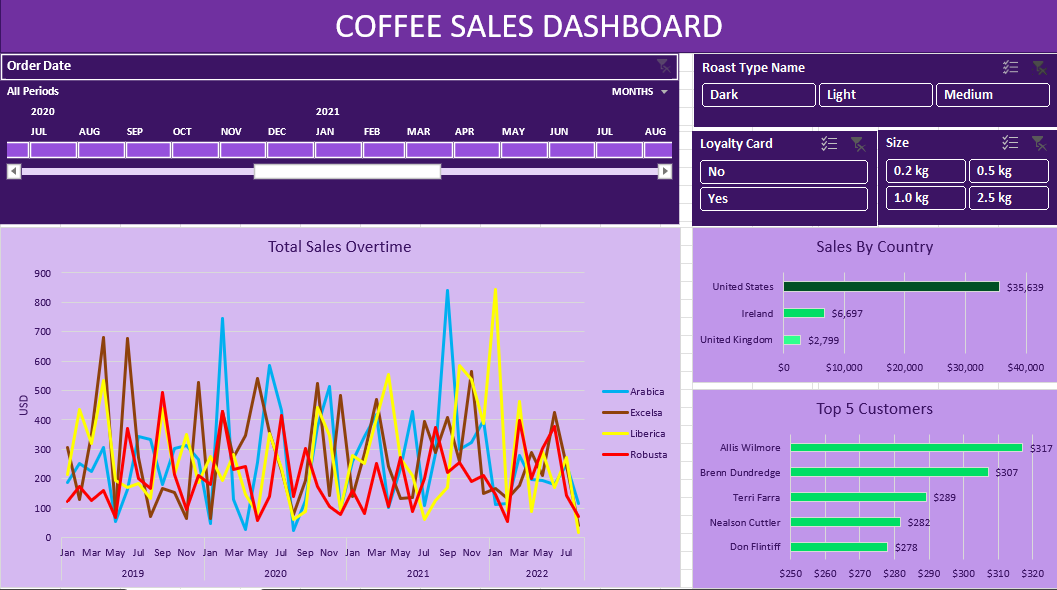 COFFEE SALES DASHBOARD
Order Date
All Periods
MONTHS
2020 2021
JUL AUG SEP OCT NOV DEC JAN FEB MAR APR MAY JUN JUL AUG
Roast Type Name
Dark Light Medium
Loyalty Card
No
Yes
Size
0.2 kg 0.5 kg
1.0 kg 2.5 kg
Total Sales Overtime
USD
900
800
700
600
500
400
300
200
100
0
Jan Mar May Jul Sep Nov Jan Mar May Jul Sep Nov Jan Mar May Jul Sep Nov Jan Mar May Jul
2019 2020 2021 2022
Arabica
Excelsa
Liberica
Robusta
Sales By Country
United States $35,639
Ireland $6,697
United Kingdom $2,799
$0 $10,000 $20,000 $30,000 $40,000
Top 5 Customers
Allis Wilmore $317
Brenn Dundredge $307
Terri Farra $289
Nealson Cuttler $282
Don Flintiff $278
$250 $260 $270 $280 $290 $300 $310 $320